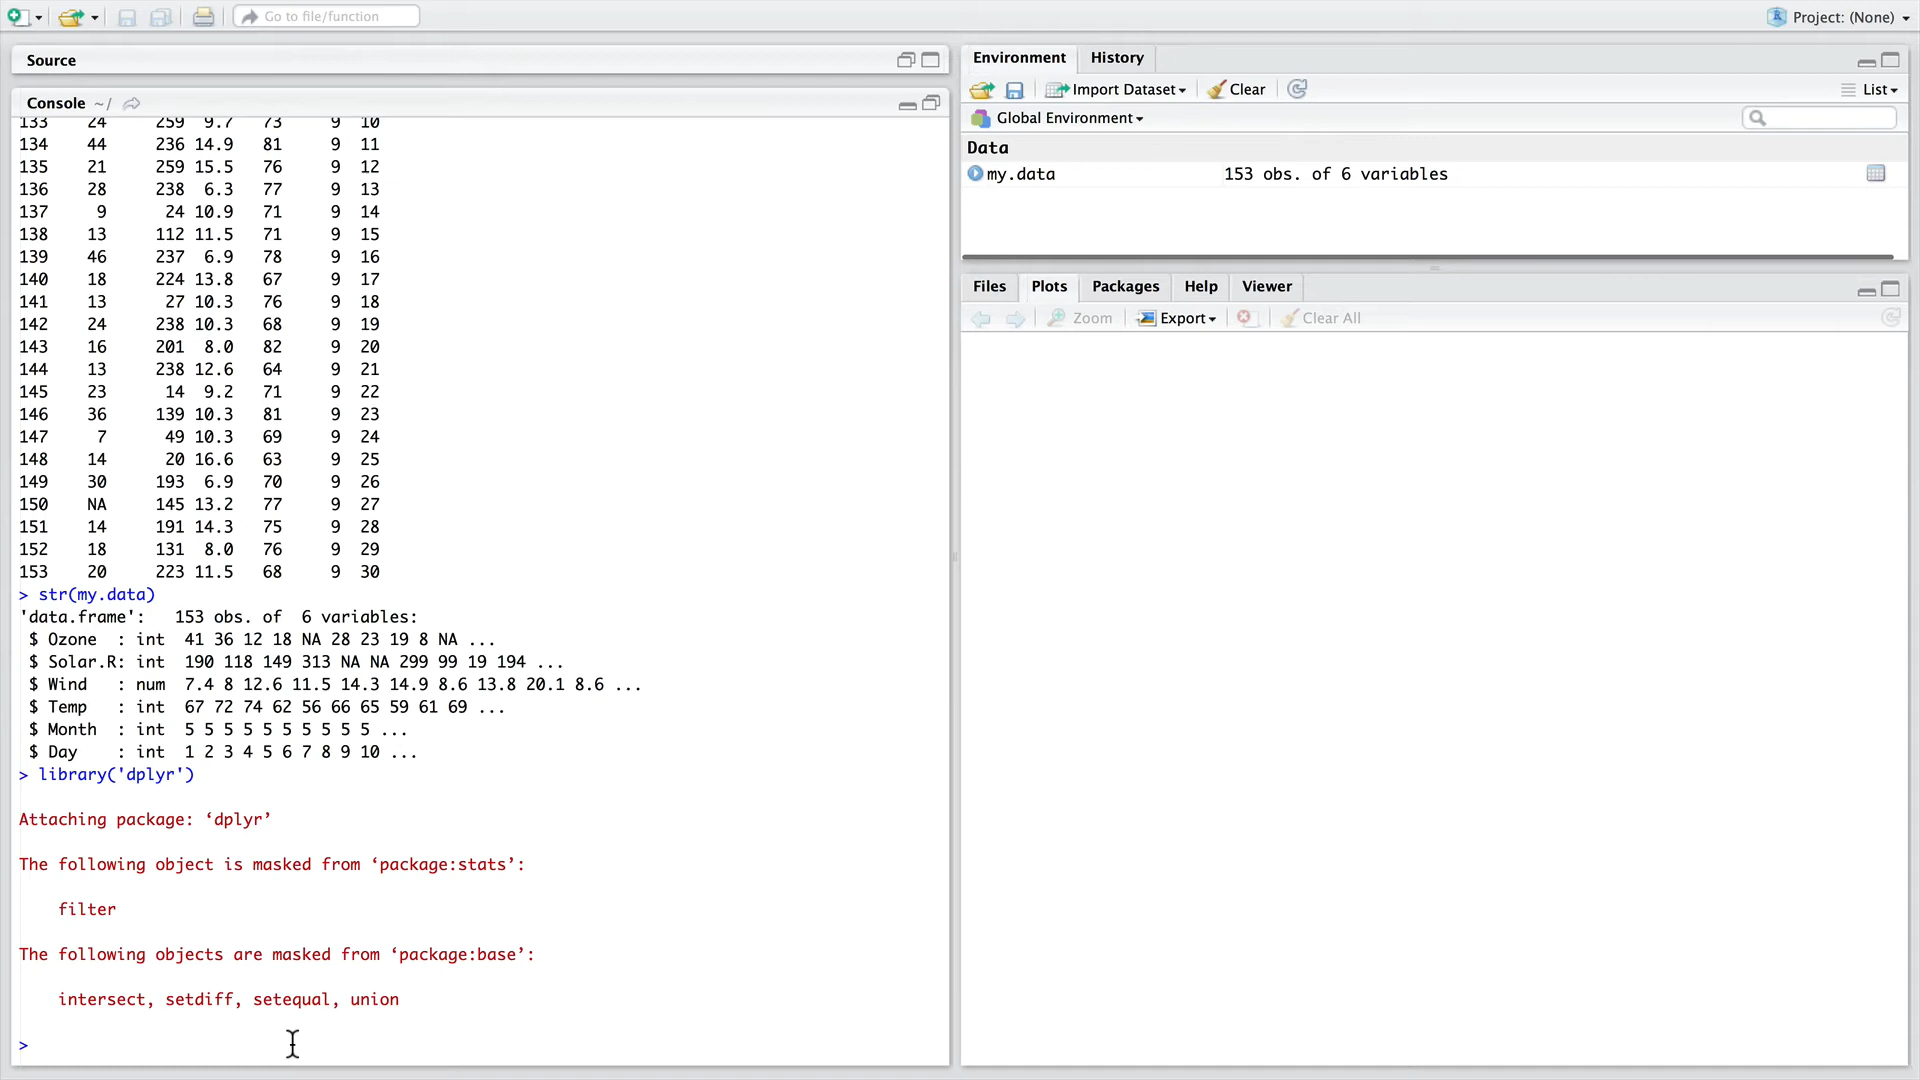 Go to file/function
Project: (None)
Source
Console ~/
133 24 259 9.7 73 9 10
134 44 236 14.9 81 9 11
135 21 259 15.5 76 9 12
136 28 238 6.3 77 9 13
137 9 24 10.9 71 9 14
138 13 112 11.5 71 9 15
139 46 237 6.9 78 9 16
140 18 224 13.8 67 9 17
141 13 27 10.3 76 9 18
142 24 238 10.3 68 9 19
143 16 201 8.0 82 9 20
144 13 238 12.6 64 9 21
145 23 14 9.2 71 9 22
146 36 139 10.3 81 9 23
147 7 49 10.3 69 9 24
148 14 20 16.6 63 9 25
149 30 193 6.9 70 9 26
150 NA 145 13.2 77 9 27
151 14 191 14.3 75 9 28
152 18 131 8.0 76 9 29
153 20 223 11.5 68 9 30
> str(my.data)
'data.frame': 153 obs. of 6 variables:
$ Ozone : int 41 36 12 18 NA 28 23 19 8 NA ...
$ Solar.R: int 190 118 149 313 NA NA 299 99 19 194 ...
$ Wind : num 7.4 8 12.6 11.5 14.3 14.9 8.6 13.8 20.1 8.6 ...
$ Temp : int 67 72 74 62 56 66 65 59 61 69 ...
$ Month : int 5 5 5 5 5 5 5 5 5 5 ...
$ Day : int 1 2 3 4 5 6 7 8 9 10 ...
> library('dplyr')
Attaching package: ‘dplyr’
The following object is masked from ‘package:stats’:
filter
The following objects are masked from ‘package:base’:
intersect, setdiff, setequal, union
>
Environment History
Import Dataset Clear List
Global Environment
Data
my.data 153 obs. of 6 variables
Files Plots Packages Help Viewer
Zoom Export Clear All